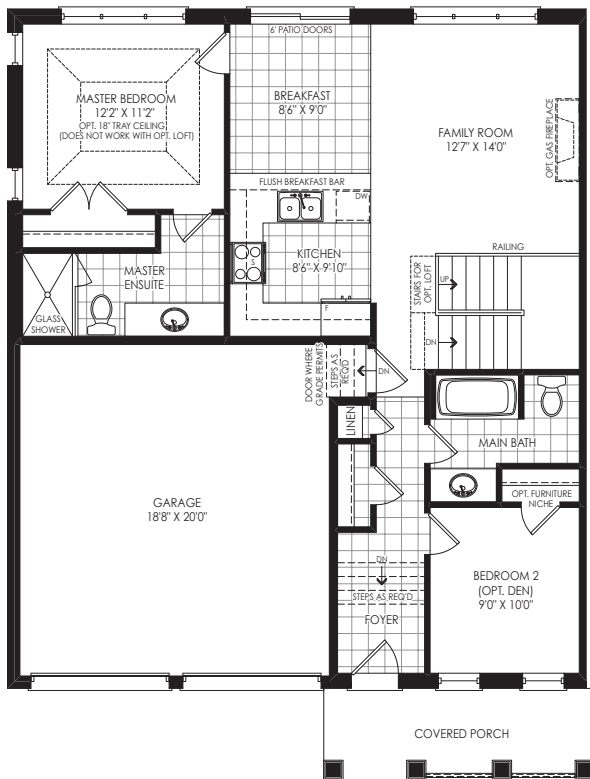 6' PATIO DOORS
MASTER BEDROOM
12'2" X 11'2"
OPT. 18" TRAY CEILING
(DOES NOT WORK WITH OPT. LOFT)
BREAKFAST
8'6" X 9'0"
FAMILY ROOM
12'7" X 14'0"
OPT. GAS FIREPLACE
FLUSH BREAKFAST BAR
DW
KITCHEN
8'6" X 9'10"
S
F
MASTER
ENSUITE
GLASS
SHOWER
RAILING
STAIRS FOR
OPT. LOFT
UP
DN
DOOR WHERE
GRADE PERMITS
STEPS AS
REQ'D
DN
LINEN
MAIN BATH
OPT. FURNITURE
NICHE
GARAGE
18'8" X 20'0"
DN
STEPS AS REQ'D
FOYER
BEDROOM 2
(OPT. DEN)
9'0" X 10'0"
COVERED PORCH